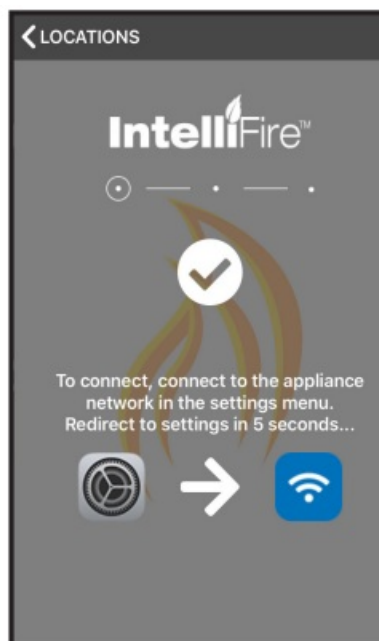 LOCATIONS
IntelliFire™
To connect, connect to the appliance
network in the settings menu.
Redirect to settings in 5 seconds...